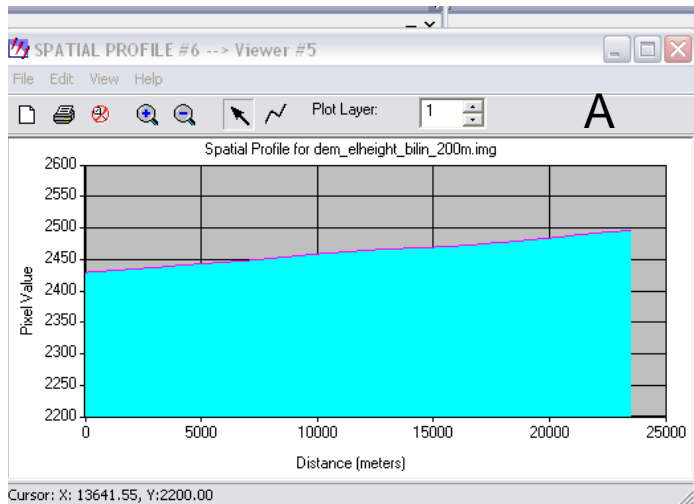 SPATIAL PROFILE #6 --> Viewer #5
File Edit View Help
Plot Layer: 1
A
Spatial Profile for dem_elheight_bilin_200m.img
2600
2550
2500
2450
2400
2350
2300
2250
2200
Pixel Value
0 5000 10000 15000 20000 25000
Distance (meters)
Cursor: X: 13641.55, Y:2200.00